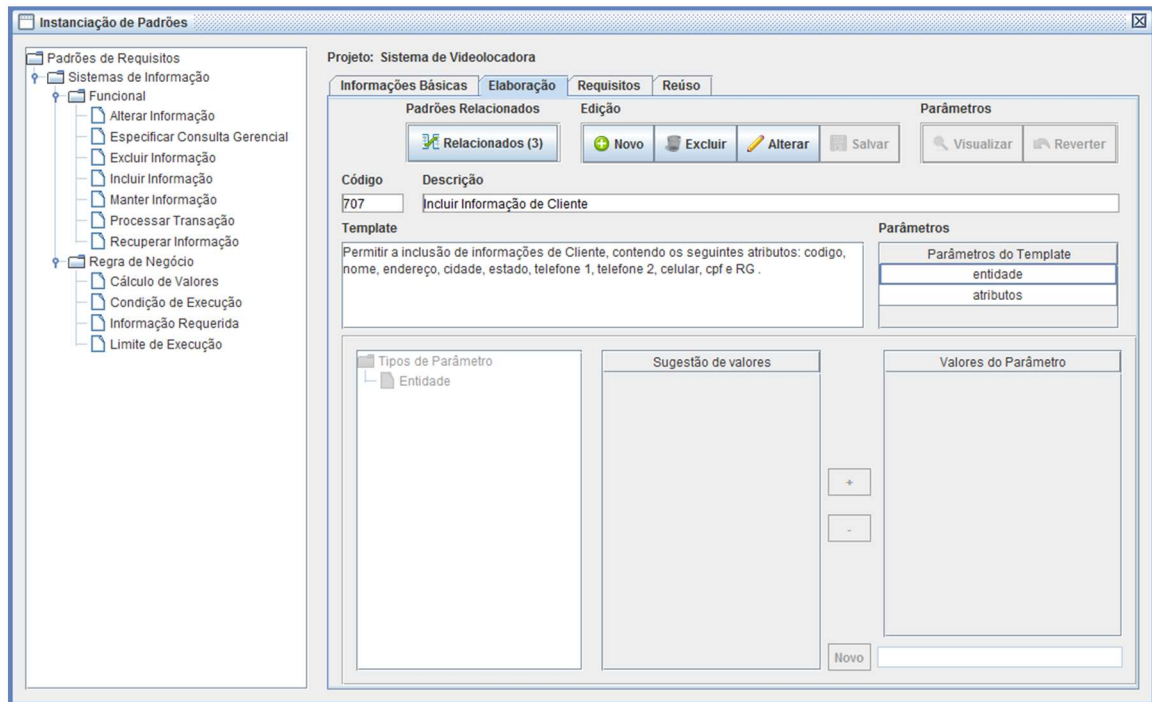 Instanciação de Padrões
Padrões de Requisitos
Sistemas de Informação
Funcional
Alterar Informação
Especificar Consulta Gerencial
Excluir Informação
Incluir Informação
Manter Informação
Processar Transação
Recuperar Informação
Regra de Negócio
Cálculo de Valores
Condição de Execução
Informação Requerida
Limite de Execução
Projeto: Sistema de Videolocadora
Informações Básicas Elaboração Requisitos Reúso
Padrões Relacionados Edição Parâmetros
Relacionados (3) Novo Excluir Alterar Salvar Visualizar Reverter
Código Descrição
707 Incluir Informação de Cliente
Template Parâmetros
Permitir a inclusão de informações de Cliente, contendo os seguintes atributos: codigo,
nome, endereço, cidade, estado, telefone 1, telefone 2, celular, cpf e RG .
Parâmetros do Template
entidade
atributos
Tipos de Parâmetro
Entidade
Sugestão de valores
+
-
Novo
Valores do Parâmetro